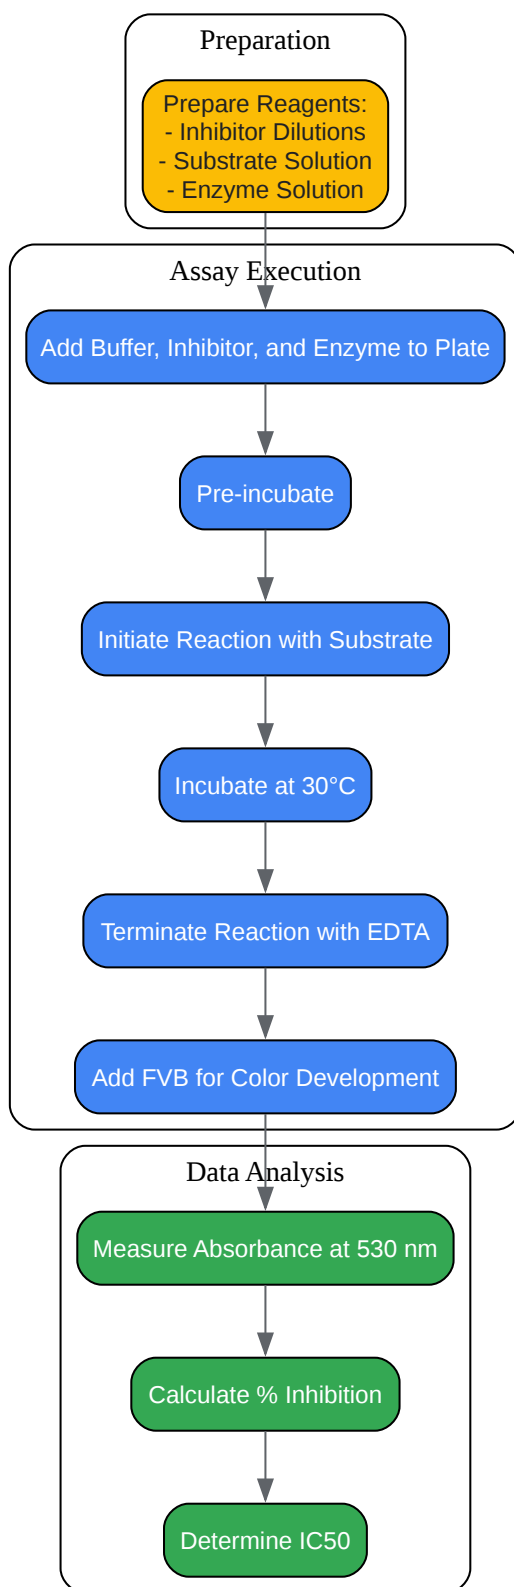 Preparation
Prepare Reagents:
- Inhibitor Dilutions
- Substrate Solution
- Enzyme Solution
Assay Execution
Add Buffer, Inhibitor, and Enzyme to Plate
Pre-incubate
Initiate Reaction with Substrate
Incubate at 30°C
Terminate Reaction with EDTA
Add FVB for Color Development
Data Analysis
Measure Absorbance at 530 nm
Calculate % Inhibition
Determine IC50